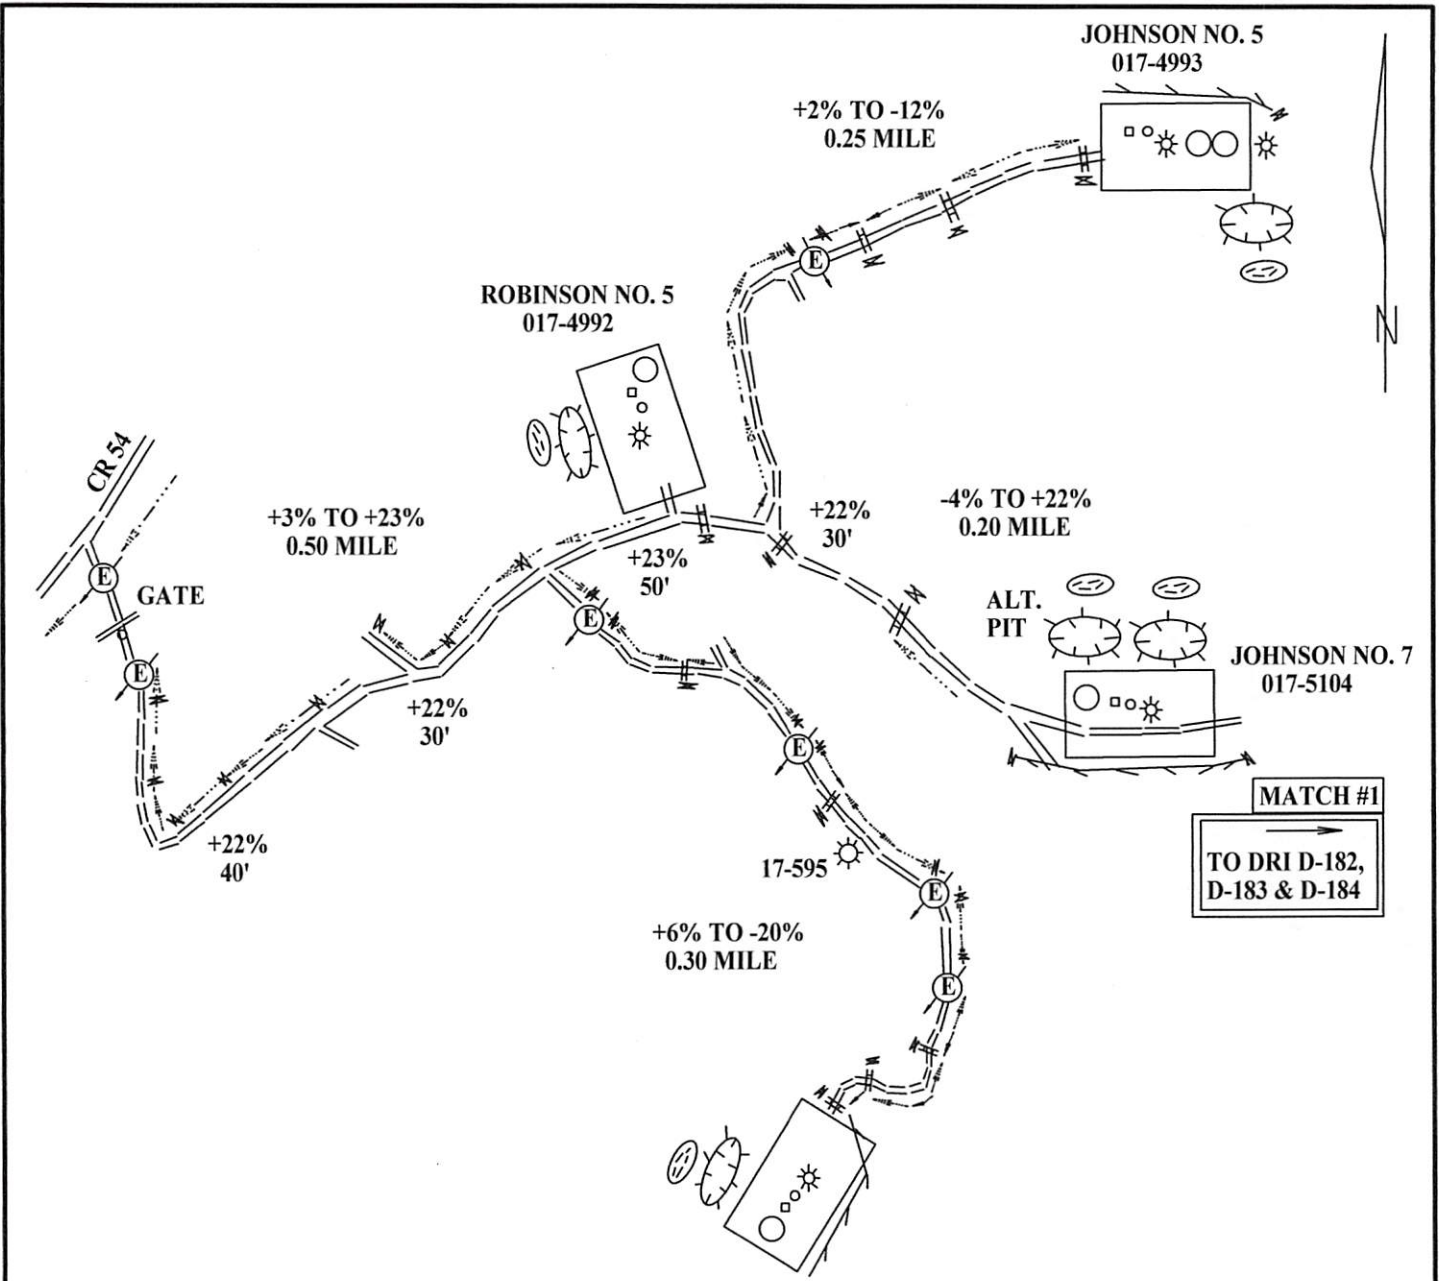 JOHNSON NO. 5
017-4993
+2% TO -12%
0.25 MILE
E
ROBINSON NO. 5
017-4992
N
CR 54
+3% TO +23%
0.50 MILE
+22%
30'
-4% TO +22%
0.20 MILE
+23%
50'
E
GATE
E
E
ALT.
PIT
JOHNSON NO. 7
017-5104
+22%
30'
E
MATCH #1
TO DRI D-182,
D-183 & D-184
+22%
40'
17-595
E
+6% TO -20%
0.30 MILE
E